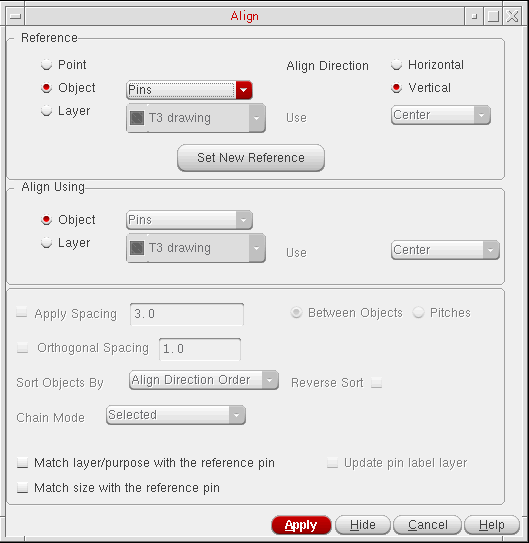 Align
Reference
Point
Align Direction
Horizontal
Object
Pins
Vertical
Layer
T3 drawing
Use
Center
Set New Reference
Align Using
Object
Pins
Layer
T3 drawing
Use
Center
Apply Spacing
3.0
Between Objects
Pitches
Orthogonal Spacing
1.0
Sort Objects By
Align Direction Order
Reverse Sort
Chain Mode
Selected
Match layer/purpose with the reference pin
Update pin label layer
Match size with the reference pin
Apply
Hide
Cancel
Help